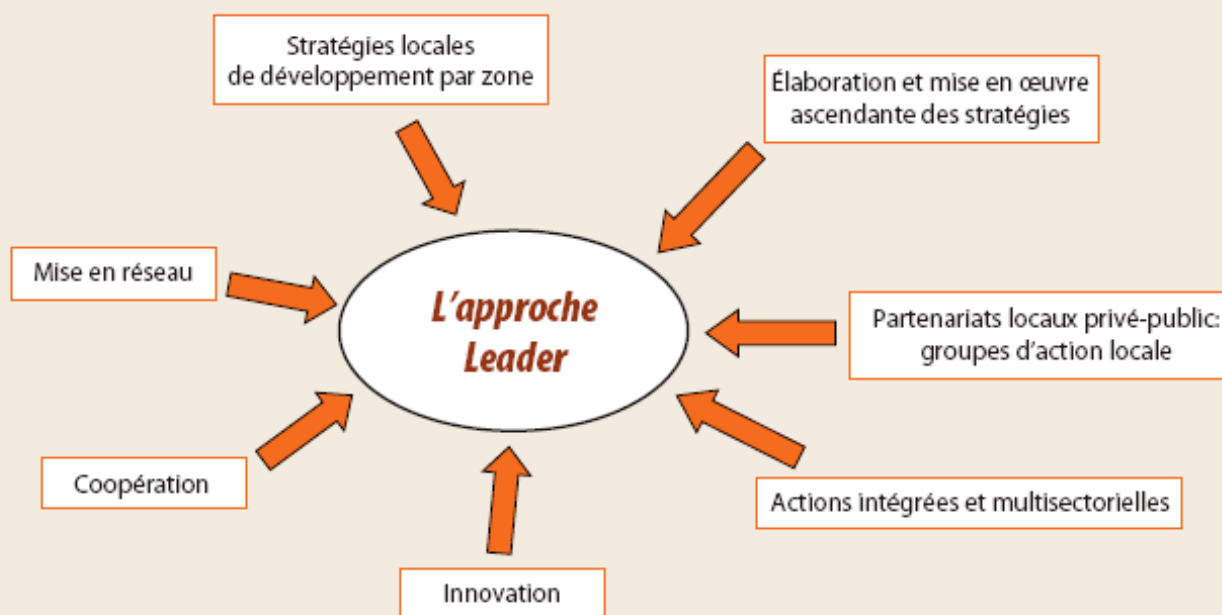 Stratégies locales
de développement par zone
Élaboration et mise en œuvre
ascendante des stratégies
Mise en réseau
L'approche
Leader
Partenariats locaux privé-public:
groupes d'action locale
Coopération
Actions intégrées et multisectorielles
Innovation